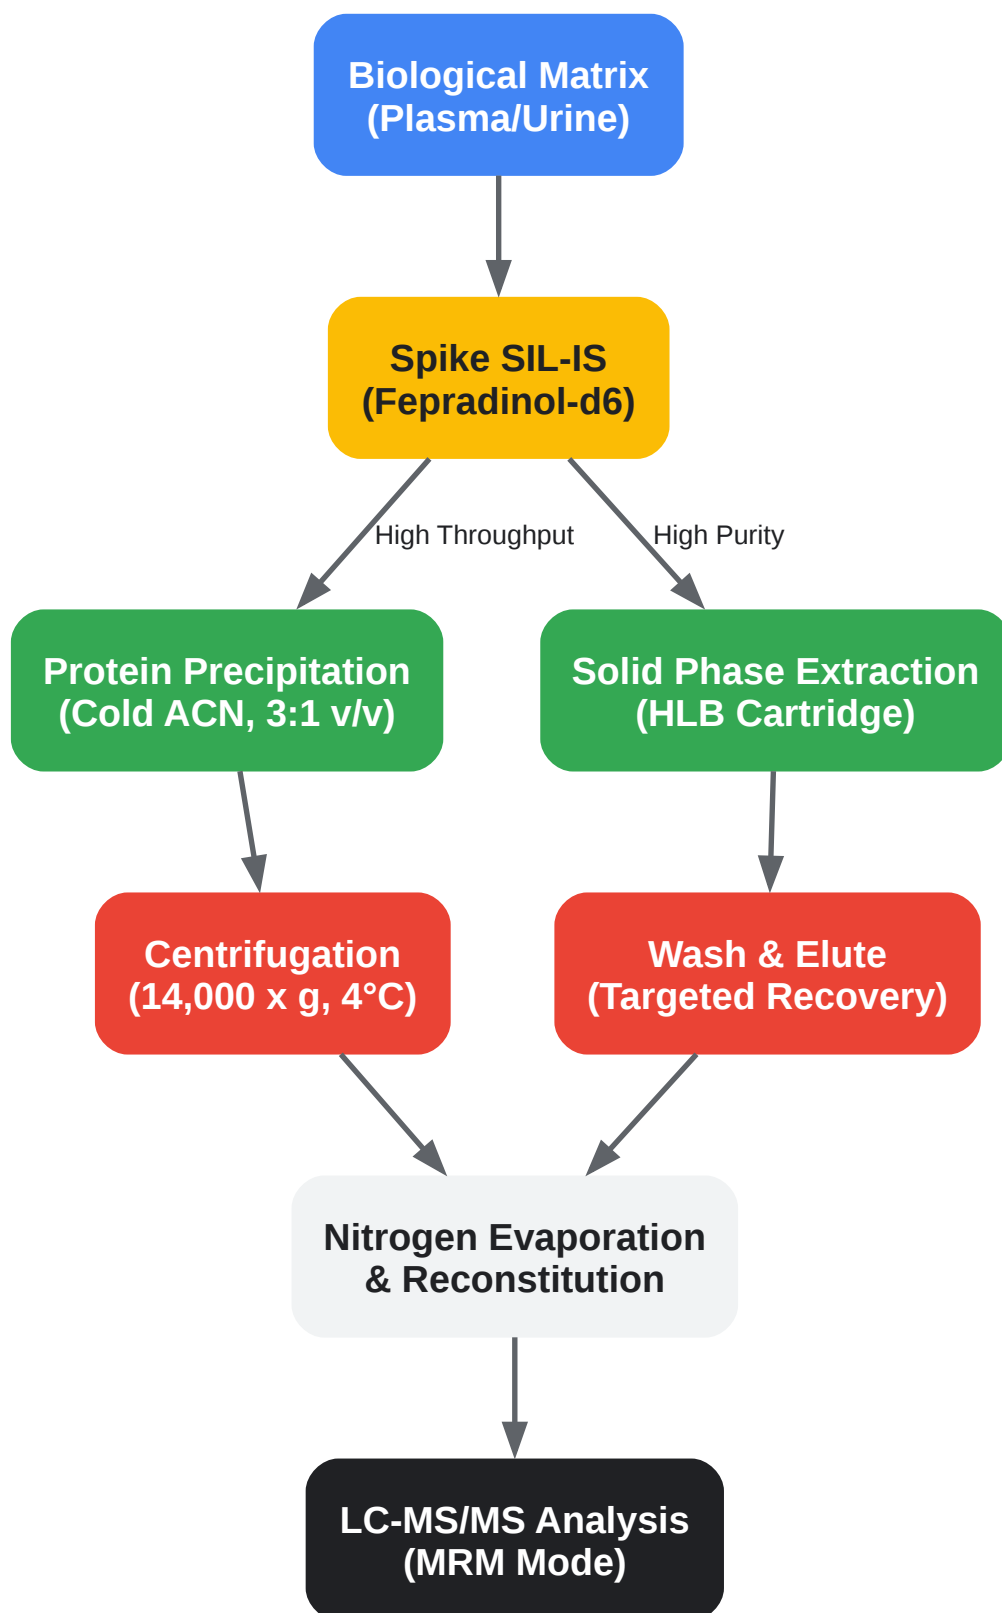 Biological Matrix
(Plasma/Urine)
Spike SIL-IS
(Fepradinol-d6)
High Throughput
High Purity
Protein Precipitation
(Cold ACN, 3:1 v/v)
Solid Phase Extraction
(HLB Cartridge)
Centrifugation
(14,000 x g, 4°C)
Wash & Elute
(Targeted Recovery)
Nitrogen Evaporation
& Reconstitution
LC-MS/MS Analysis
(MRM Mode)